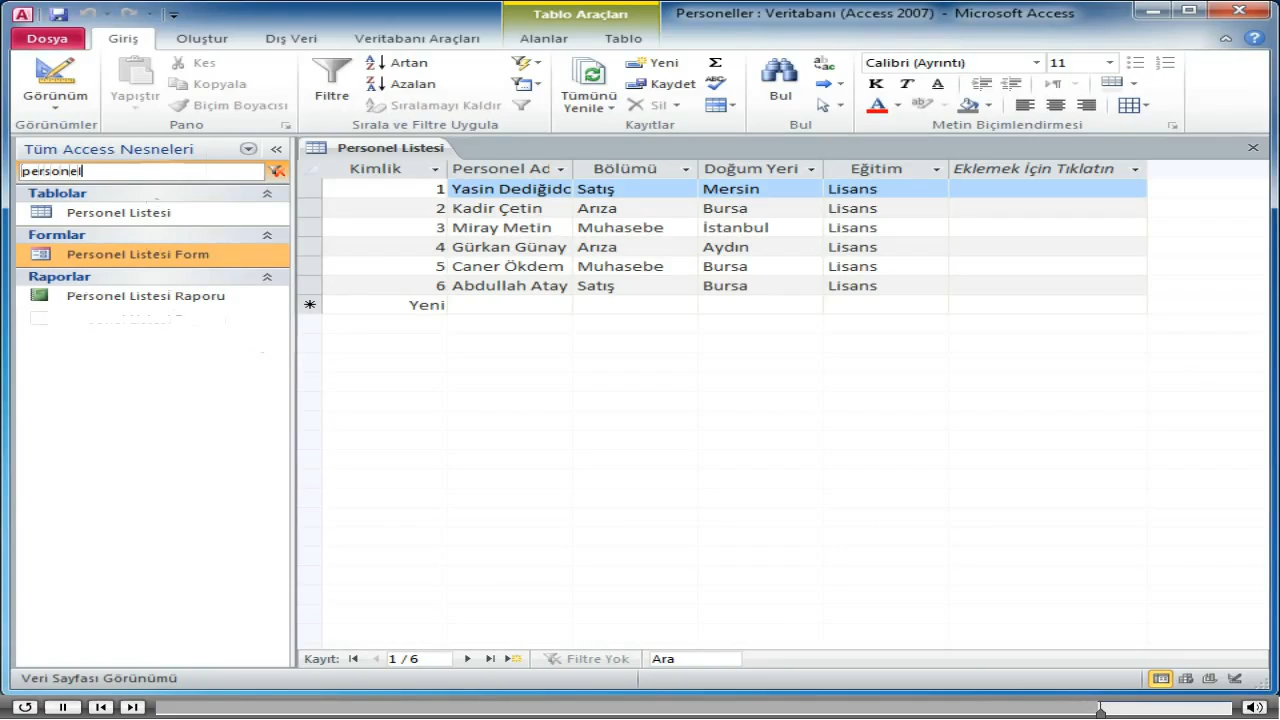 Tablo Araçları
Personeller : Veritabanı (Access 2007) - Microsoft Access
Dosya Giriş Oluştur Dış Veri Veritabanı Araçları Alanlar Tablo
Görünüm
Görünümler
Yapıştır
Kes
Kopyala
Biçim Boyacısı
Pano
Filtre
Artan
Azalan
Sıralamayı Kaldır
Sırala ve Filtre Uygula
Tümünü
Yenile
Yeni
Kaydet
Sil
Kayıtlar
Bul
Bul
Calibri (Ayrıntı) 11
K T A
Metin Biçimlendirmesi
Tüm Access Nesneleri
personel
Tablolar
Personel Listesi
Formlar
Personel Listesi Form
Raporlar
Personel Listesi Raporu
Personel Listesi
Kimlik Personel Ad Bölümü Doğum Yeri Eğitim Eklemek İçin Tıklatın
1 Yasin Dediğido Satış Mersin Lisans
2 Kadir Çetin Arıza Bursa Lisans
3 Miray Metin Muhasebe İstanbul Lisans
4 Gürkan Günay Arıza Aydın Lisans
5 Caner Ökdem Muhasebe Bursa Lisans
6 Abdullah Atay Satış Bursa Lisans
Yeni
Kayıt: 1 / 6 Filtre Yok Ara
Veri Sayfası Görünümü